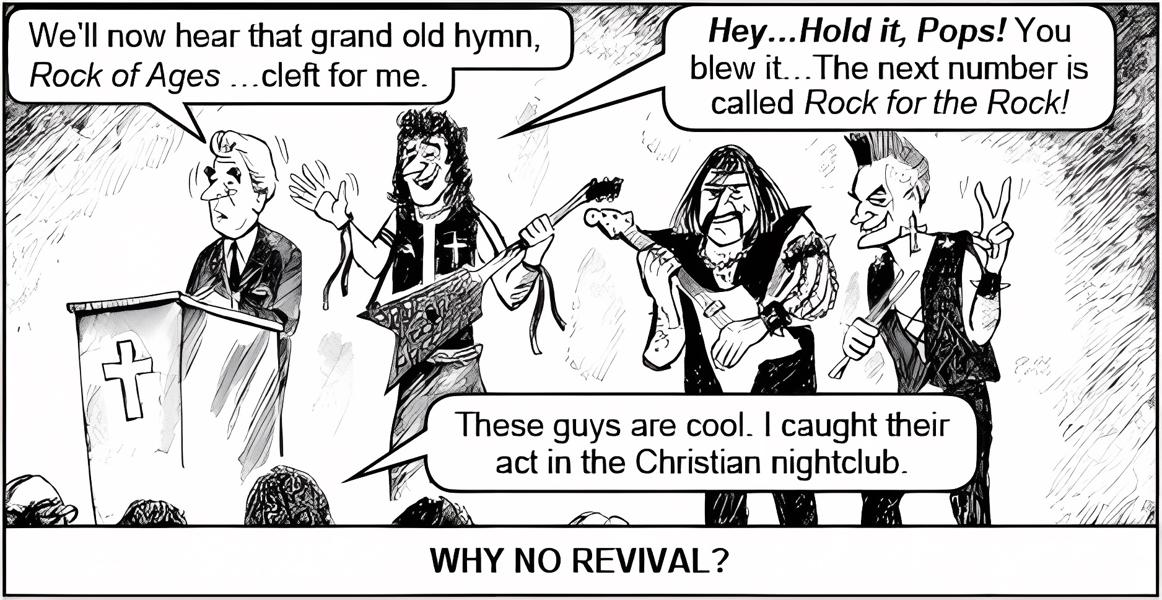 We'll now hear that grand old hymn,
Rock of Ages ...cleft for me.
Hey...Hold it, Pops! You
blew it...The next number is
called Rock for the Rock!
These guys are cool. I caught their
act in the Christian nightclub.
WHY NO REVIVAL?